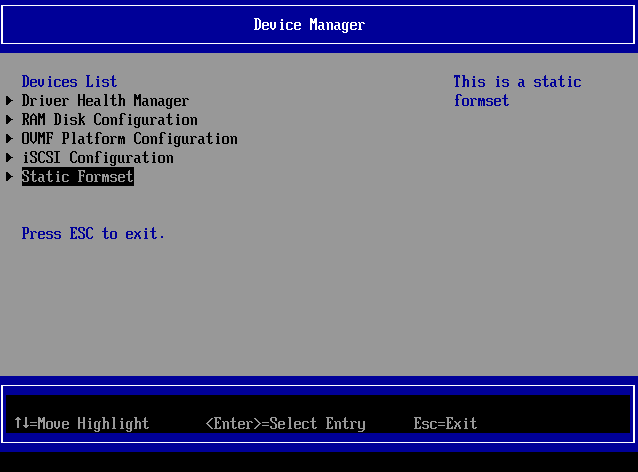 Device Manager
Devices List
Driver Health Manager
RAM Disk Configuration
OVMF Platform Configuration
iSCSI Configuration
Static Formset
This is a static
formset
Press ESC to exit.
↑↓=Move Highlight <Enter>=Select Entry Esc=Exit